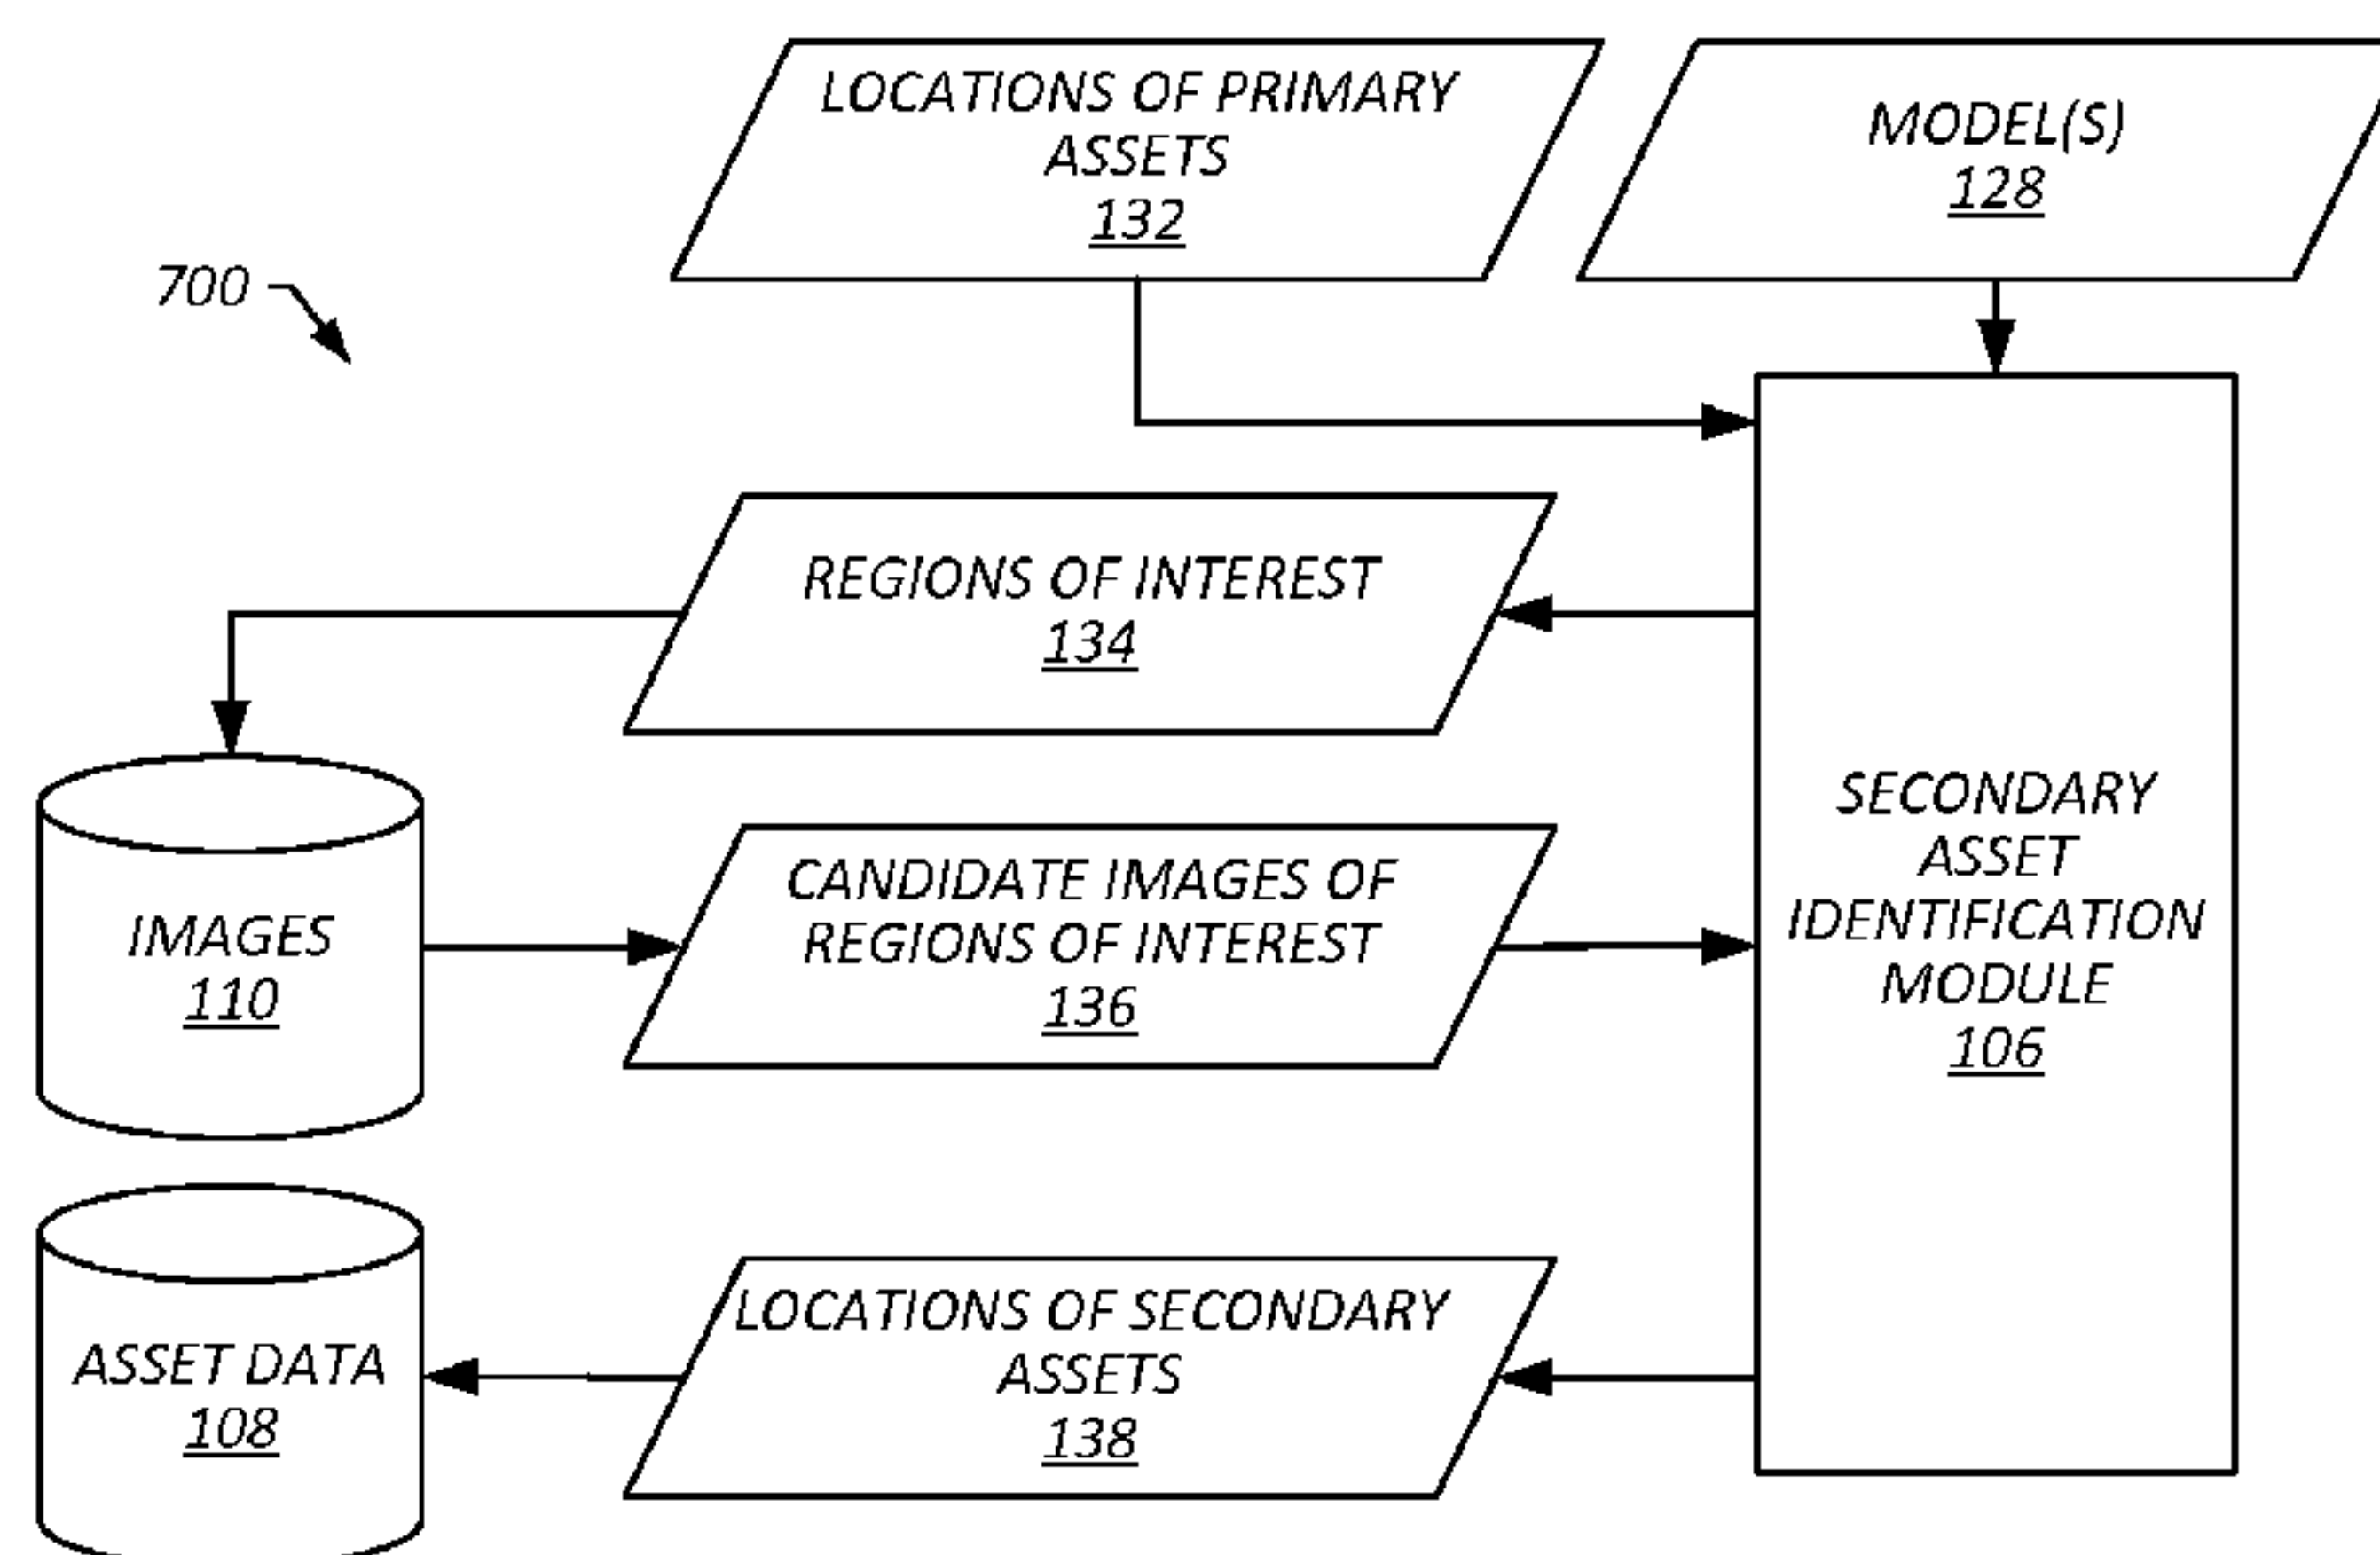 LOCATIONS OF PRIMARY
ASSETS
132
MODEL(S)
128
700
REGIONS OF INTEREST
134
CANDIDATE IMAGES OF
REGIONS OF INTEREST
136
IMAGES
110
SECONDARY
ASSET
IDENTIFICATION
MODULE
106
LOCATIONS OF SECONDARY
ASSETS
138
ASSET DATA
108